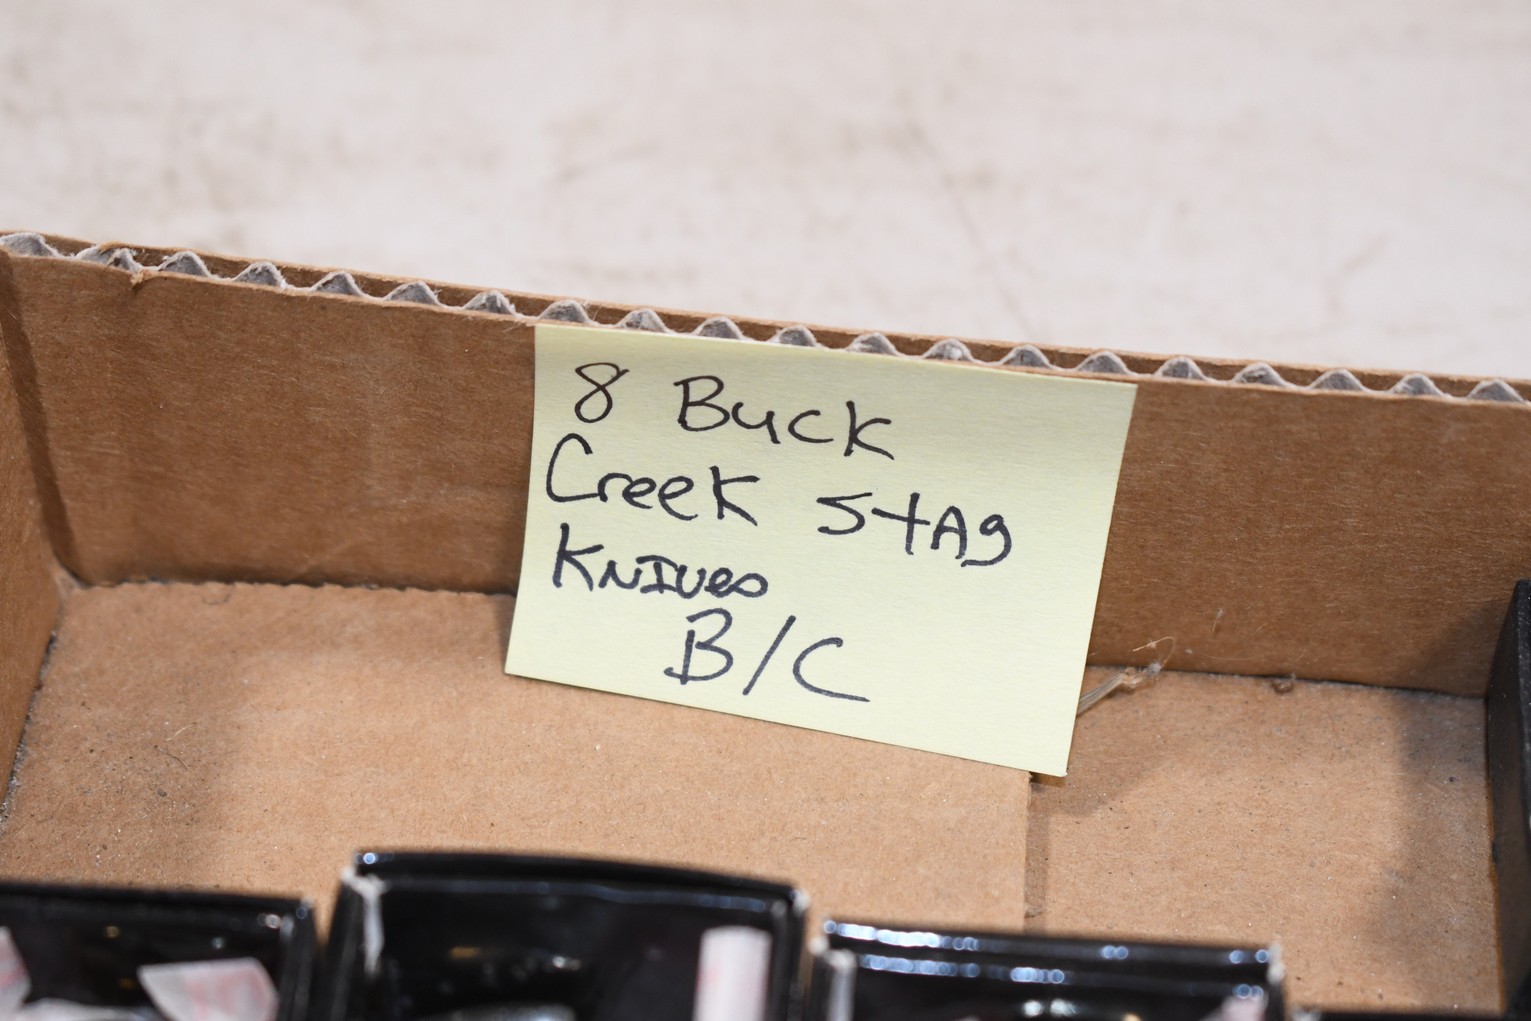 8 Buck
Creek StAg
KNIves
B/C